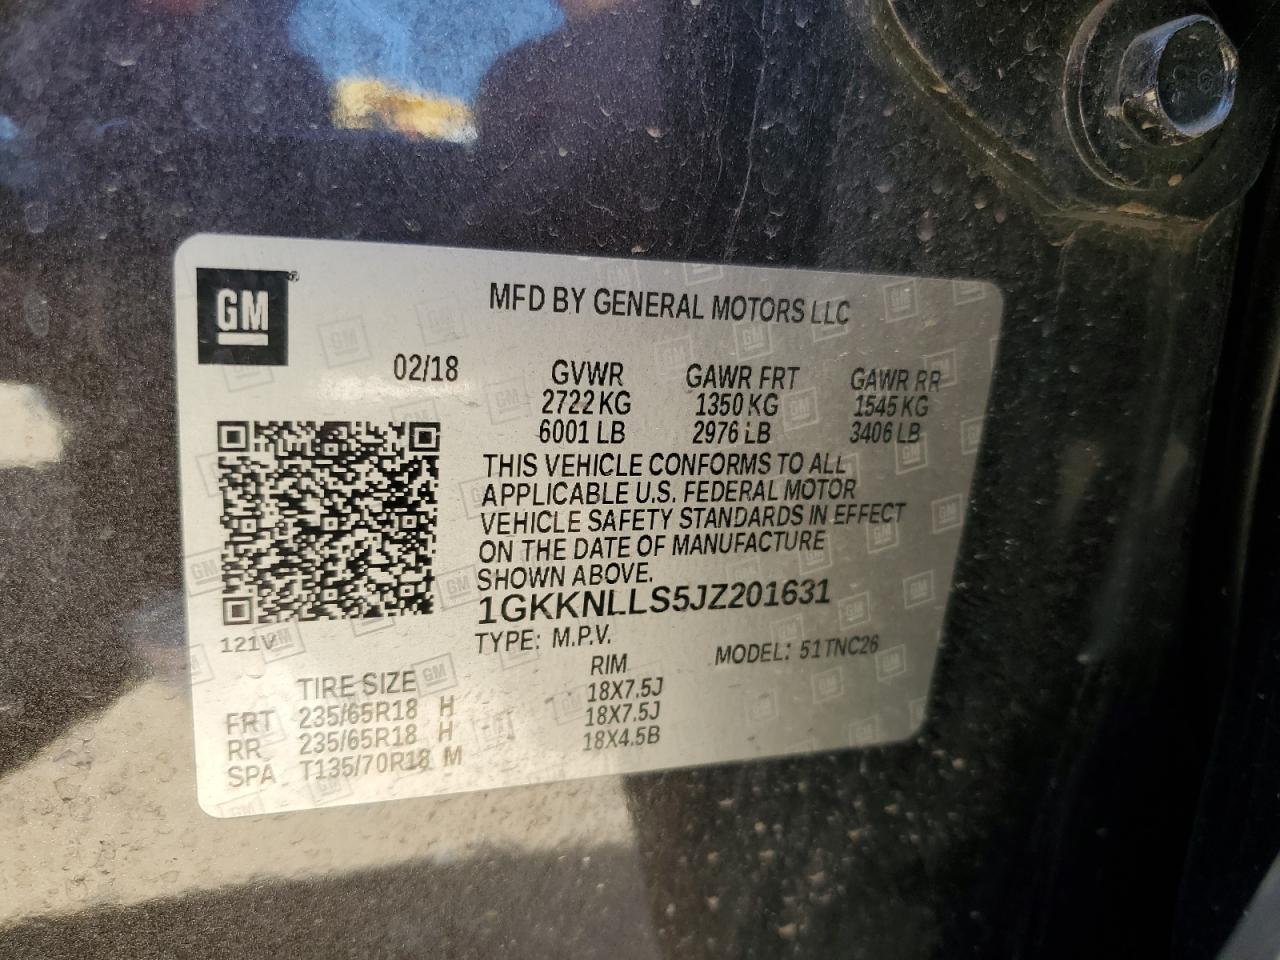 GM
MFD BY GENERAL MOTORS LLC
02/18
GVWR GAWR FRT GAWR RR
2722 KG 1350 KG 1545 KG
6001 LB 2976 LB 3406 LB
THIS VEHICLE CONFORMS TO ALL
APPLICABLE U.S. FEDERAL MOTOR
VEHICLE SAFETY STANDARDS IN EFFECT
ON THE DATE OF MANUFACTURE
SHOWN ABOVE.
1GKKNLLS5JZ201631
121V
TYPE: M.P.V. MODEL: 51TNC26
TIRE SIZE RIM
FRT 235/65R18 H 18X7.5J
RR 235/65R18 H 18X7.5J
SPA T135/70R18 M 18X4.5B